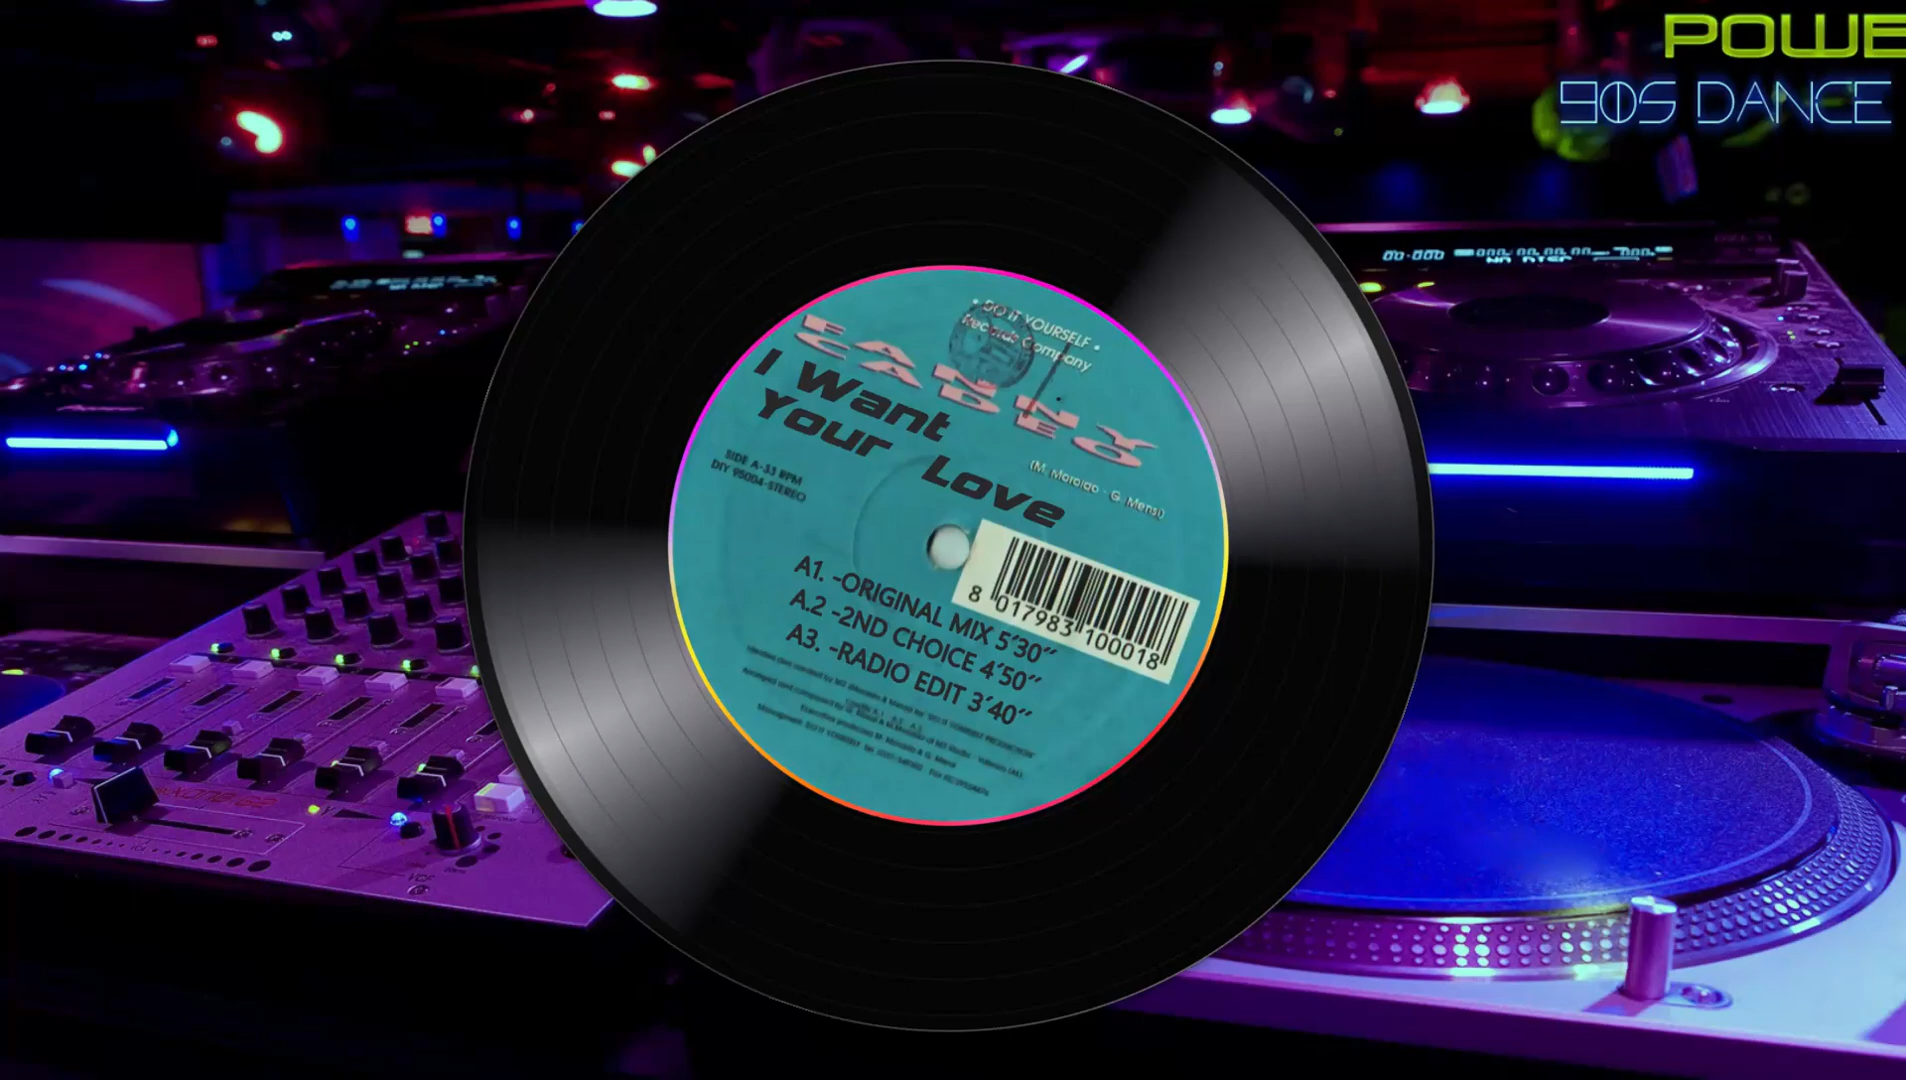 POWE
90S DANCE
• DO IT YOURSELF •
Records Company
FANNY
CADEO
I Want
Your Love
(M. Maroldo - G. Mensi)
SIDE A-33 RPM
DIY 95004-STEREO
8 017983 100018
A1. -ORIGINAL MIX 5'30"
A.2 -2ND CHOICE 4'50"
A3. -RADIO EDIT 3'40"
VCF